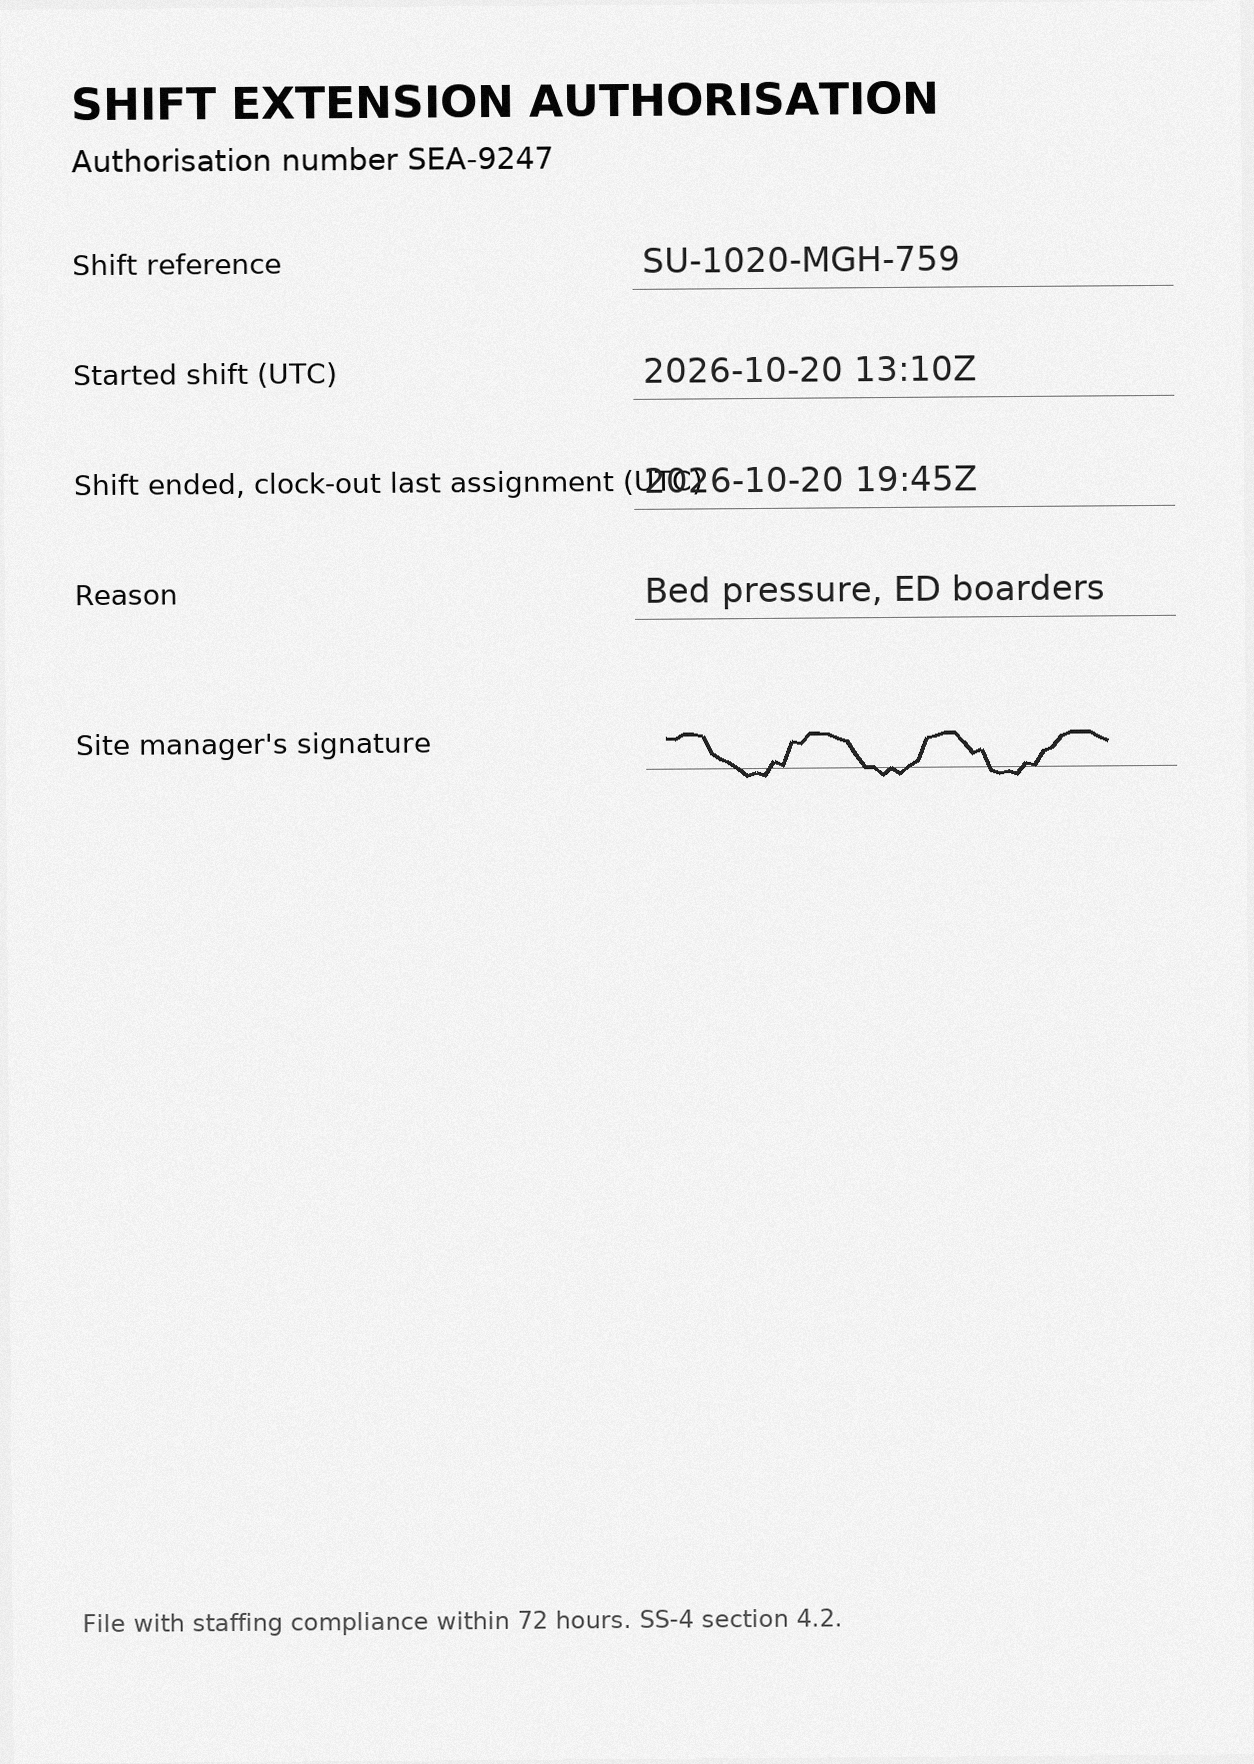 SHIFT EXTENSION AUTHORISATION
Authorisation number SEA-9247
Shift reference SU-1020-MGH-759
Started shift (UTC) 2026-10-20 13:10Z
Shift ended, clock-out last assignment (UTC) 2026-10-20 19:45Z
Reason Bed pressure, ED boarders
Site manager's signature
File with staffing compliance within 72 hours. SS-4 section 4.2.